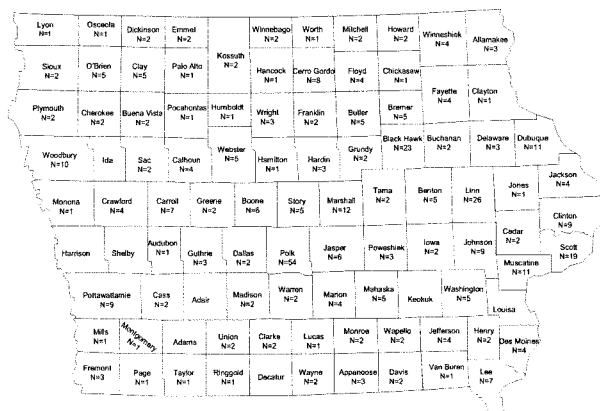 Lyon
N=1
Osceola
N=1
Dickinson
N=2
Emmet
N=2
Winnebago
N=2
Worth
N=1
Mitchell
N=2
Howard
N=2
Winneshiek
N=4
Allamakee
N=3
Kossuth
N=2
Sioux
N=2
O'Brien
N=5
Clay
N=5
Palo Alto
N=1
Hancock
N=1
Cerro Gordo
N=8
Floyd
N=4
Chickasaw
N=1
Fayette
N=4
Clayton
N=1
Plymouth
N=2
Cherokee
N=2
Buena Vista
N=2
Pocahontas
N=1
Humboldt
N=1
Wright
N=3
Franklin
N=2
Butler
N=5
Bremer
N=5
Woodbury
N=10
Ida
Sac
N=2
Calhoun
N=4
Webster
N=5
Hamilton
N=1
Hardin
N=3
Grundy
N=2
Black Hawk
N=23
Buchanan
N=2
Delaware
N=3
Dubuque
N=11
Monona
N=1
Crawford
N=4
Carroll
N=7
Greene
N=2
Boone
N=6
Story
N=5
Marshall
N=12
Tama
N=2
Benton
N=5
Linn
N=26
Jones
N=1
Jackson
N=4
Clinton
N=9
Harrison
Shelby
Audubon
N=1
Guthrie
N=3
Dallas
N=2
Polk
N=54
Jasper
N=6
Poweshiek
N=3
Iowa
N=2
Johnson
N=9
Cedar
N=2
Scott
N=19
Muscatine
N=11
Pottawattamie
N=9
Cass
N=2
Adair
Madison
N=2
Warren
N=2
Marion
N=4
Mahaska
N=5
Keokuk
Washington
N=5
Louisa
Mills
N=1
Montgomery
N=1
Adams
Union
N=2
Clarke
N=2
Lucas
N=1
Monroe
N=2
Wapello
N=2
Jefferson
N=4
Henry
N=2
Des Moines
N=4
Fremont
N=3
Page
N=1
Taylor
N=1
Ringgold
N=1
Decatur
Wayne
N=2
Appanoose
N=3
Davis
N=2
Van Buren
N=1
Lee
N=7